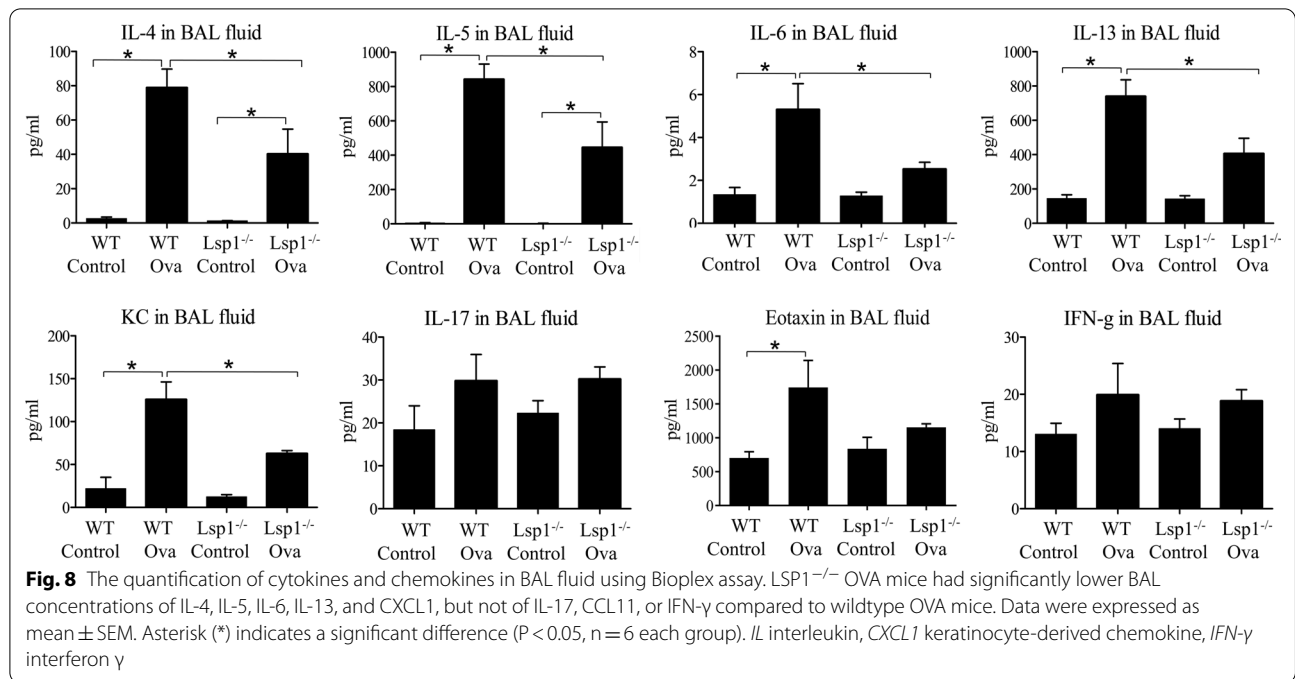 IL-4 in BAL fluid
pg/ml
100
80
60
40
20
0
*
*
*
WT Control
WT Ova
Lsp1-/- Control
Lsp1-/- Ova
IL-5 in BAL fluid
1000
800
600
400
200
0
*
*
*
WT Control
WT Ova
Lsp1-/- Control
Lsp1-/- Ova
IL-6 in BAL fluid
pg/ml
8
6
4
2
0
*
*
WT Control
WT Ova
Lsp1-/- Control
Lsp1-/- Ova
IL-13 in BAL fluid
pg/ml
1000
800
600
400
200
0
*
*
WT Control
WT Ova
Lsp1-/- Control
Lsp1-/- Ova
KC in BAL fluid
pg/ml
200
150
100
50
0
*
*
WT Control
WT Ova
Lsp1-/- Control
Lsp1-/- Ova
IL-17 in BAL fluid
pg/ml
40
30
20
10
0
WT Control
WT Ova
Lsp1-/- Control
Lsp1-/- Ova
Eotaxin in BAL fluid
pg/ml
2500
2000
1500
1000
500
0
*
WT Control
WT Ova
Lsp1-/- Control
Lsp1-/- Ova
IFN-g in BAL fluid
pg/ml
30
20
10
0
WT Control
WT Ova
Lsp1-/- Control
Lsp1-/- Ova
Fig. 8 The quantification of cytokines and chemokines in BAL fluid using Bioplex assay. LSP1−/− OVA mice had significantly lower BAL
concentrations of IL-4, IL-5, IL-6, IL-13, and CXCL1, but not of IL-17, CCL11, or IFN-γ compared to wildtype OVA mice. Data were expressed as
mean ± SEM. Asterisk (*) indicates a significant difference (P < 0.05, n = 6 each group). IL interleukin, CXCL1 keratinocyte-derived chemokine, IFN-γ
interferon γ